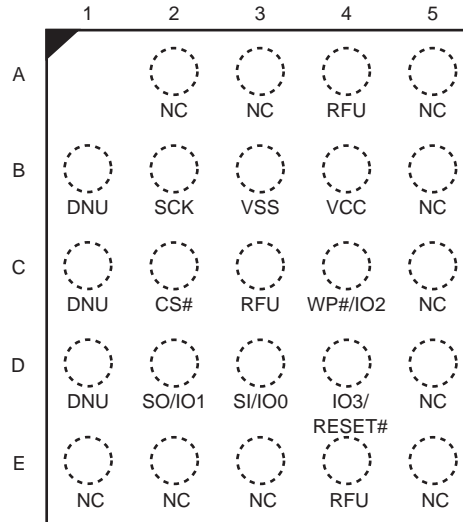 1 2 3 4 5
A
NC NC RFU NC
B
DNU SCK VSS VCC NC
C
DNU CS# RFU WP#/IO2 NC
D
DNU SO/IO1 SI/IO0 IO3/ NC
RESET#
E
NC NC NC RFU NC